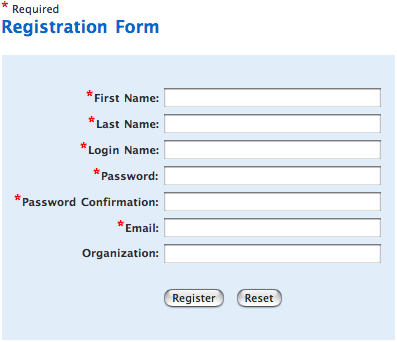 * Required
Registration Form
*First Name:
*Last Name:
*Login Name:
*Password:
*Password Confirmation:
*Email:
Organization:
Register Reset